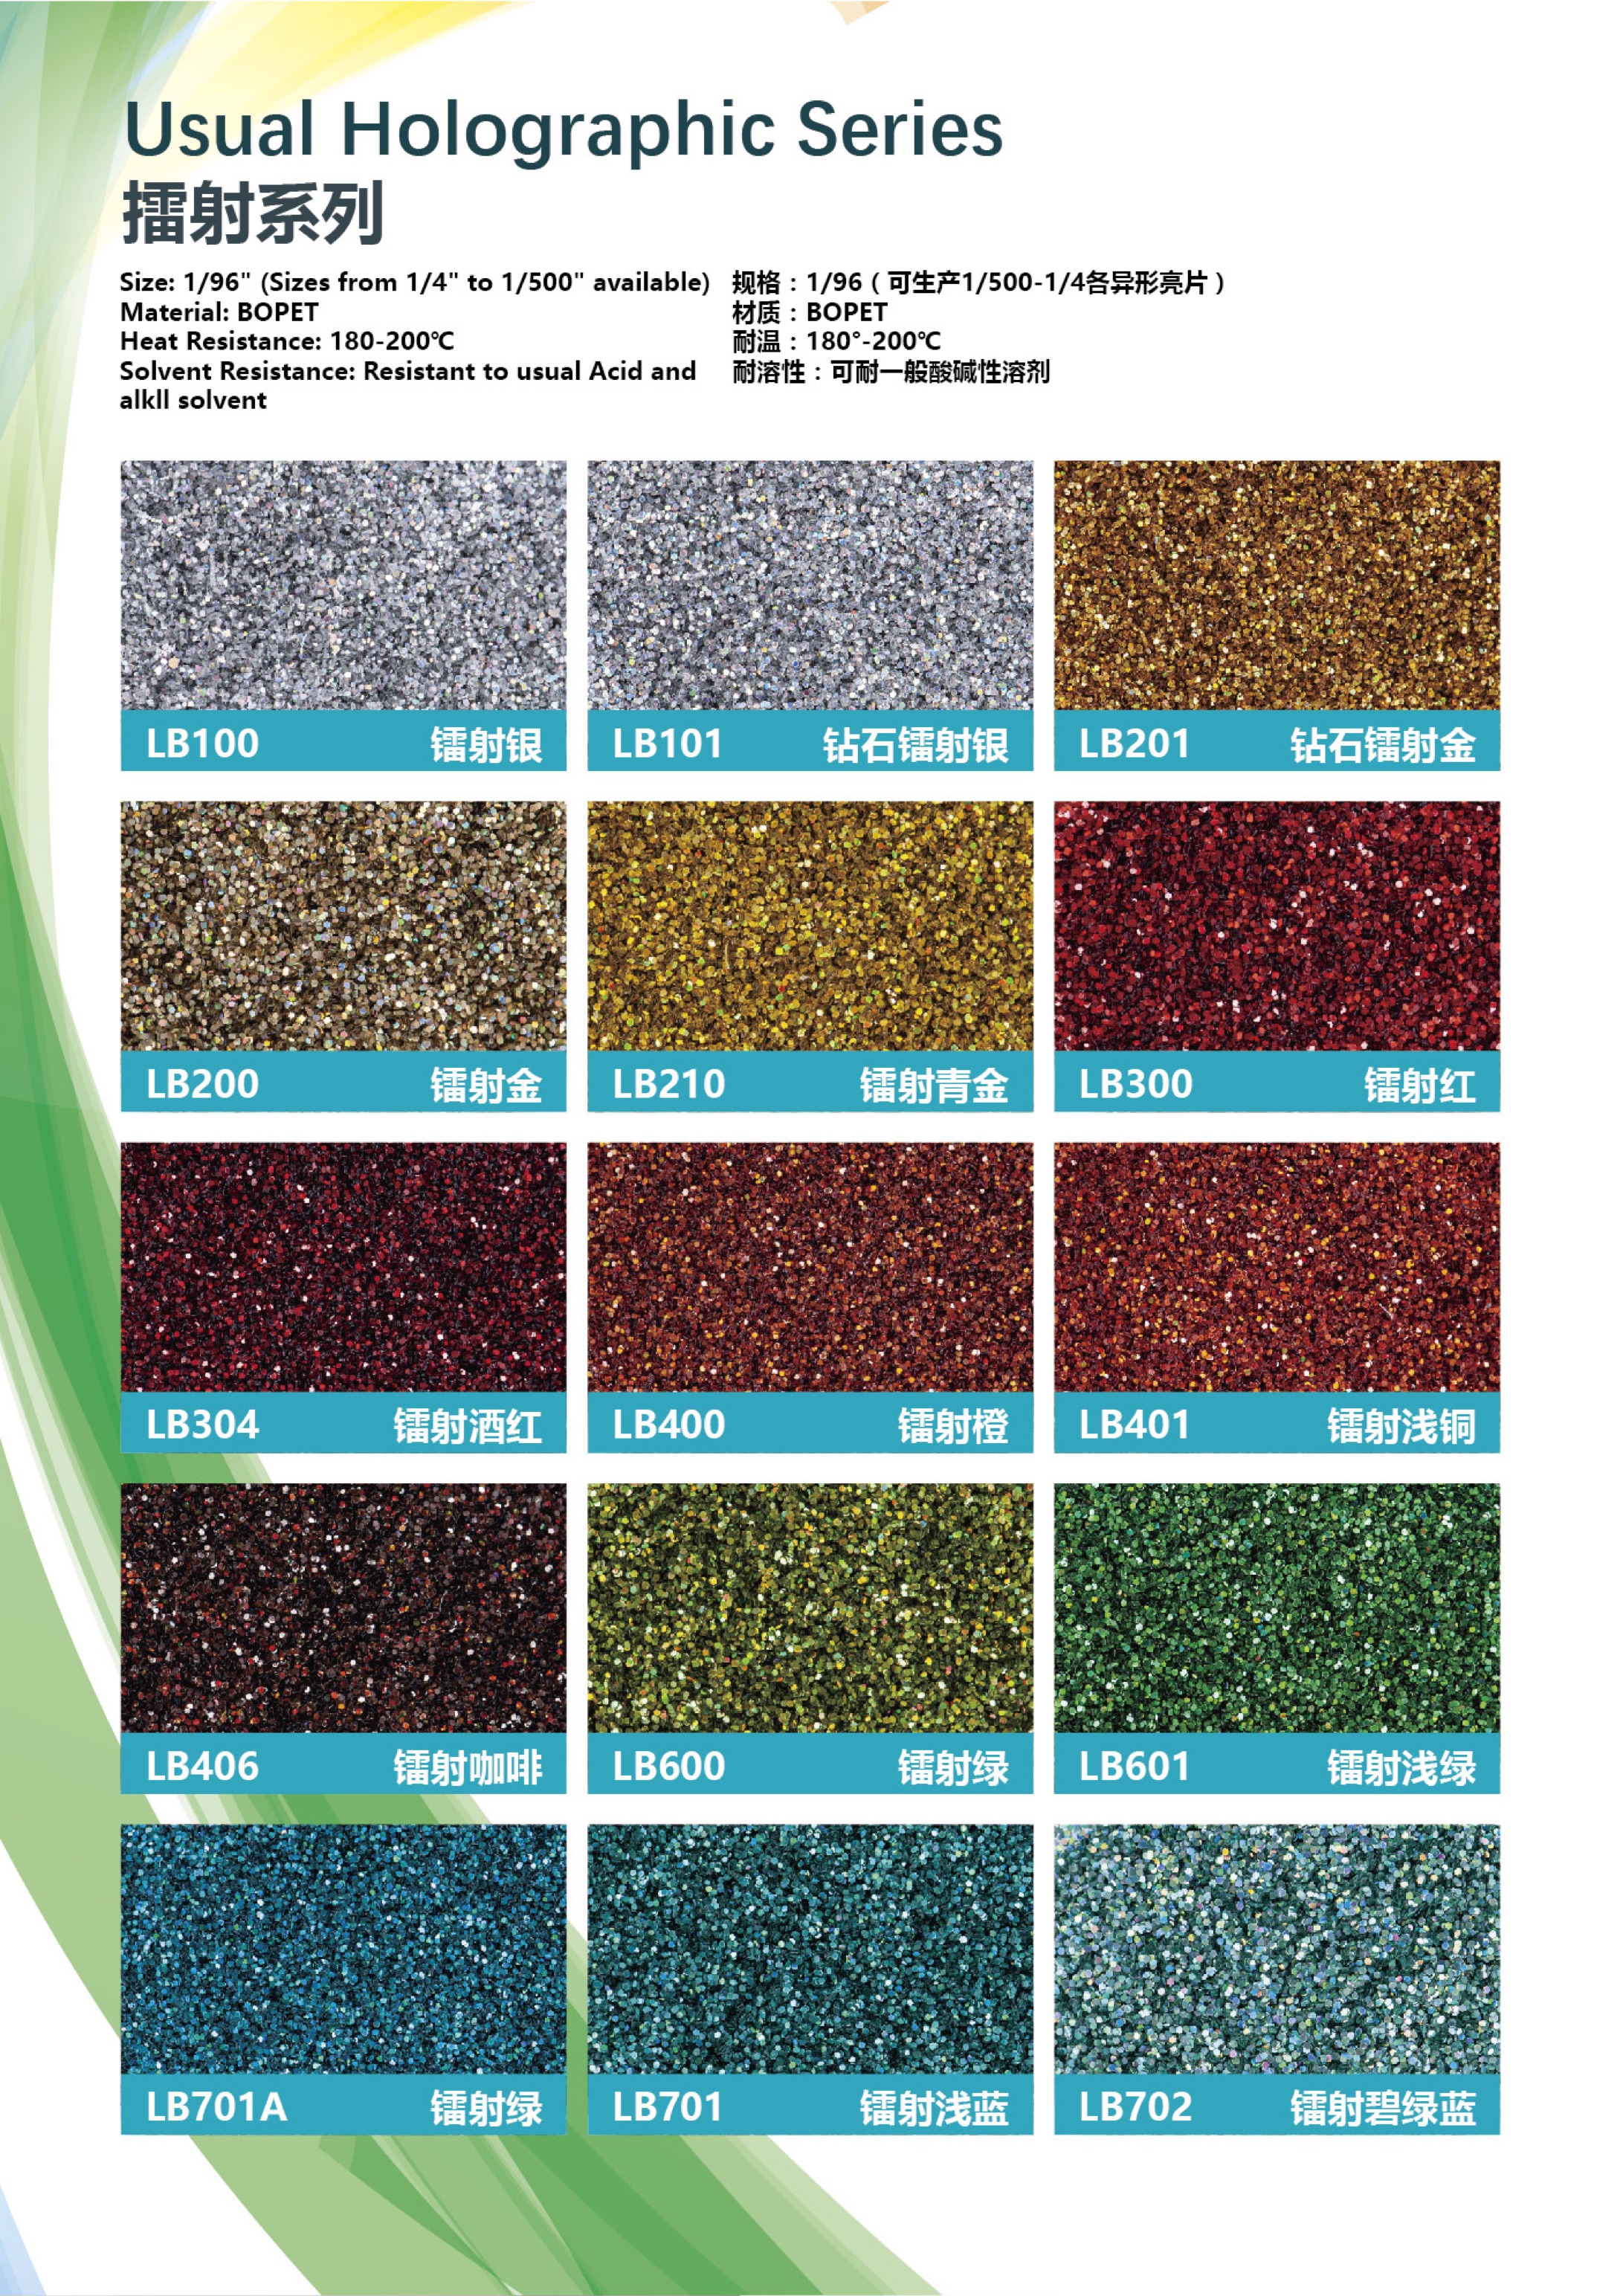 Usual Holographic Series
擂射系列
Size: 1/96" (Sizes from 1/4" to 1/500" available)
Material: BOPET
Heat Resistance: 180-200℃
Solvent Resistance: Resistant to usual Acid and
alkll solvent
规格：1/96（可生产1/500-1/4各异形亮片）
材质：BOPET
耐温：180°-200℃
耐溶性：可耐一般酸碱性溶剂
LB100 镭射银
LB101 钻石镭射银
LB201 钻石镭射金
LB200 镭射金
LB210 镭射青金
LB300 镭射红
LB304 镭射酒红
LB400 镭射橙
LB401 镭射浅铜
LB406 镭射咖啡
LB600 镭射绿
LB601 镭射浅绿
LB701A 镭射绿
LB701 镭射浅蓝
LB702 镭射碧绿蓝